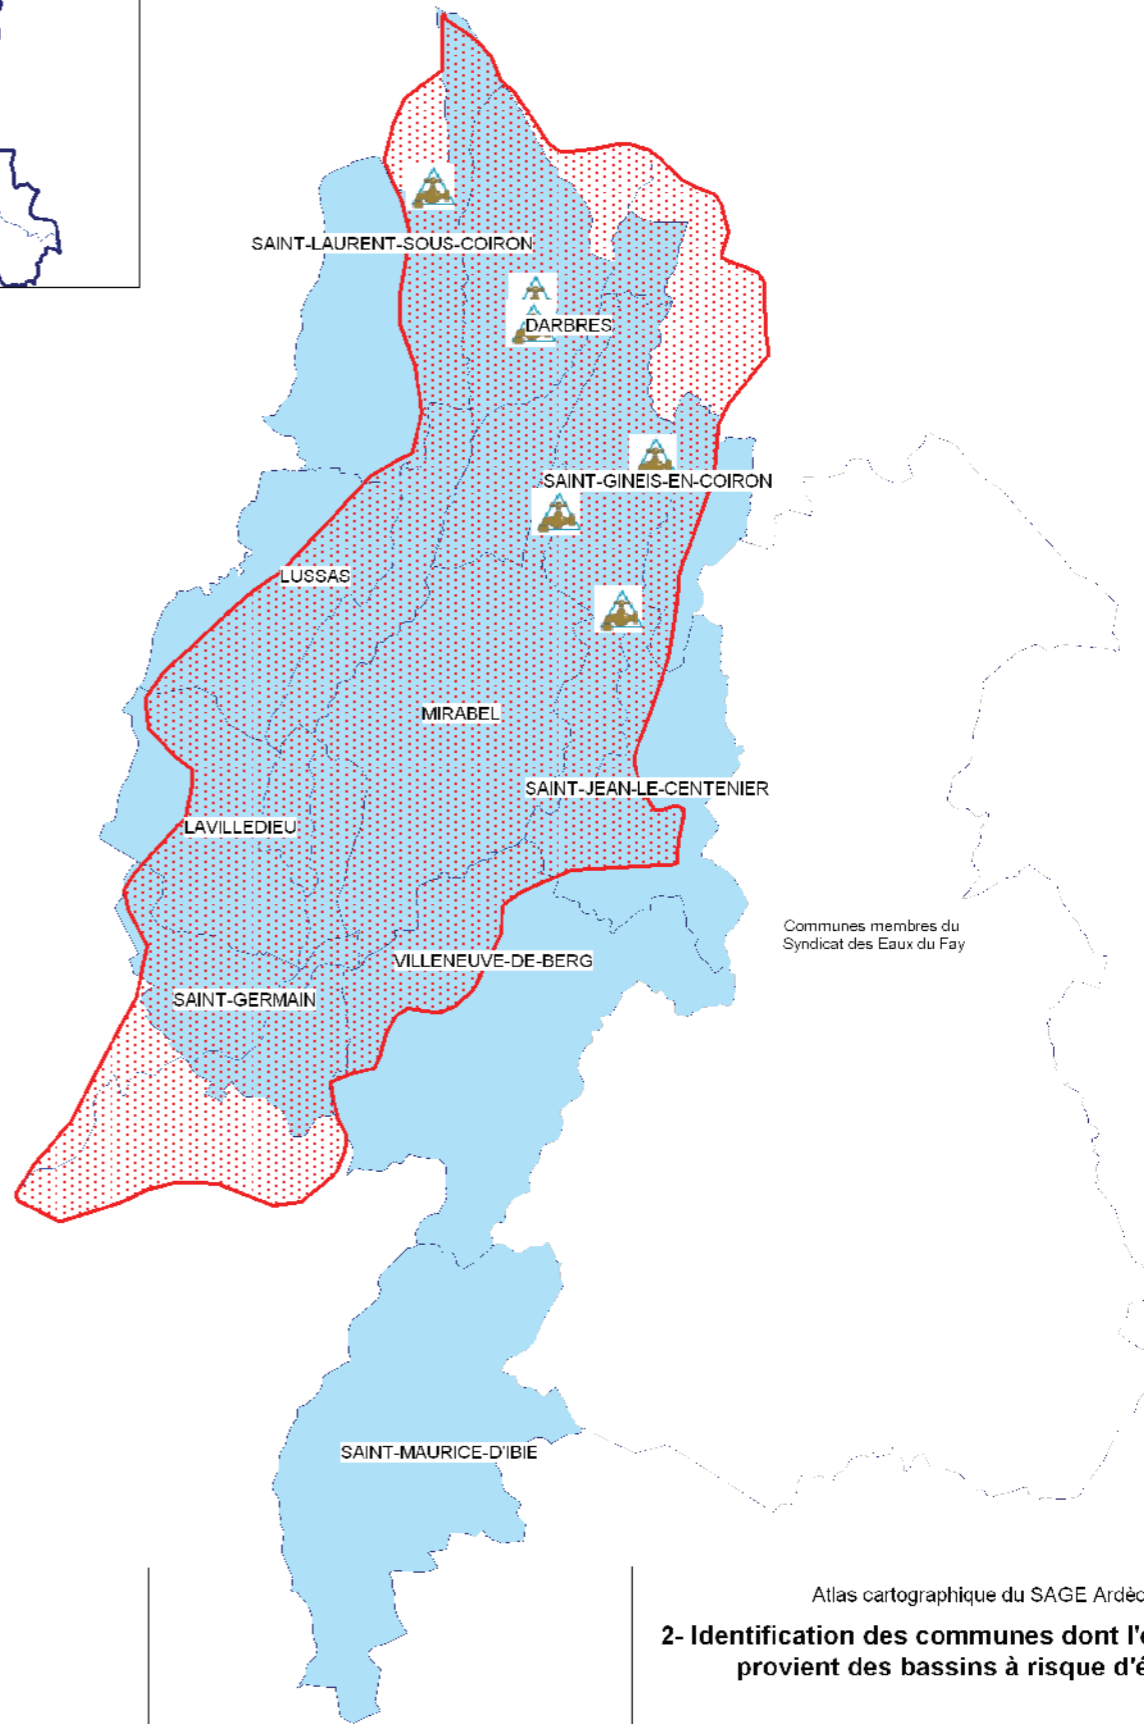 SAINT-LAURENT-SOUS-COIRON
DARBRES
SAINT-GINEIS-EN-COIRON
LUSSAS
MIRABEL
SAINT-JEAN-LE-CENTENIER
LAVILLEDIEU
Communes membres du
Syndicat des Eaux du Fay
VILLENEUVE-DE-BERG
SAINT-GERMAIN
SAINT-MAURICE-D'IBIE
Atlas cartographique du SAGE Ardèc
2- Identification des communes dont l'
provient des bassins à risque d'é